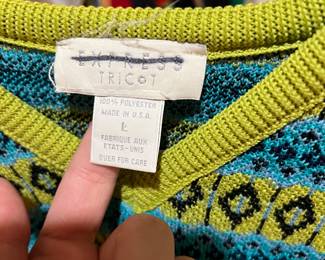 EXPRESS
TRICOT
100% POLYESTER
MADE IN U.S.A.
L
FABRIQUE AUX
ETATS-UNIS
OVER FOR CARE